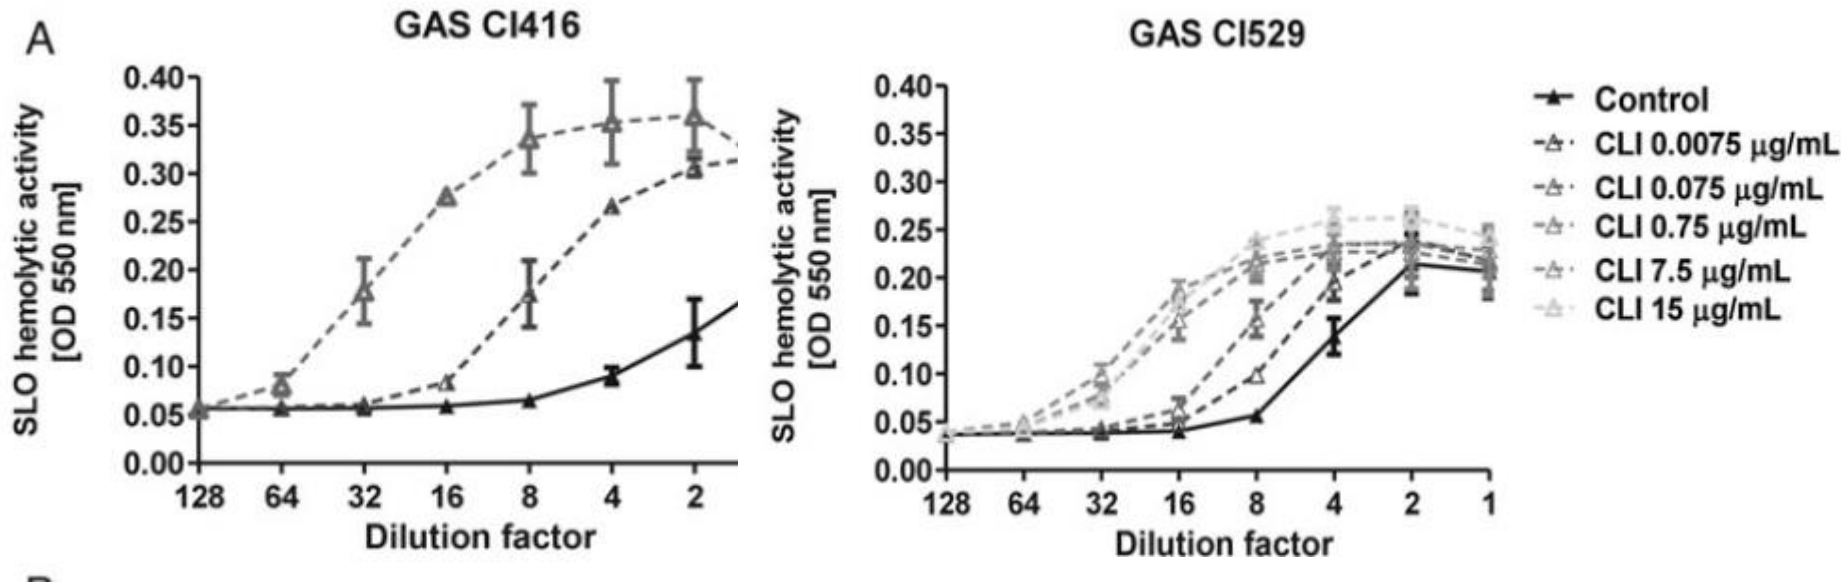 A
GAS CI416
SLO hemolytic activity
[OD 550 nm]
0.40
0.35
0.30
0.25
0.20
0.15
0.10
0.05
0.00
128 64 32 16 8 4 2
Dilution factor
GAS CI529
SLO hemolytic activity
[OD 550 nm]
0.40
0.35
0.30
0.25
0.20
0.15
0.10
0.05
0.00
128 64 32 16 8 4 2 1
Dilution factor
Control
CLI 0.0075 µg/mL
CLI 0.075 µg/mL
CLI 0.75 µg/mL
CLI 7.5 µg/mL
CLI 15 µg/mL